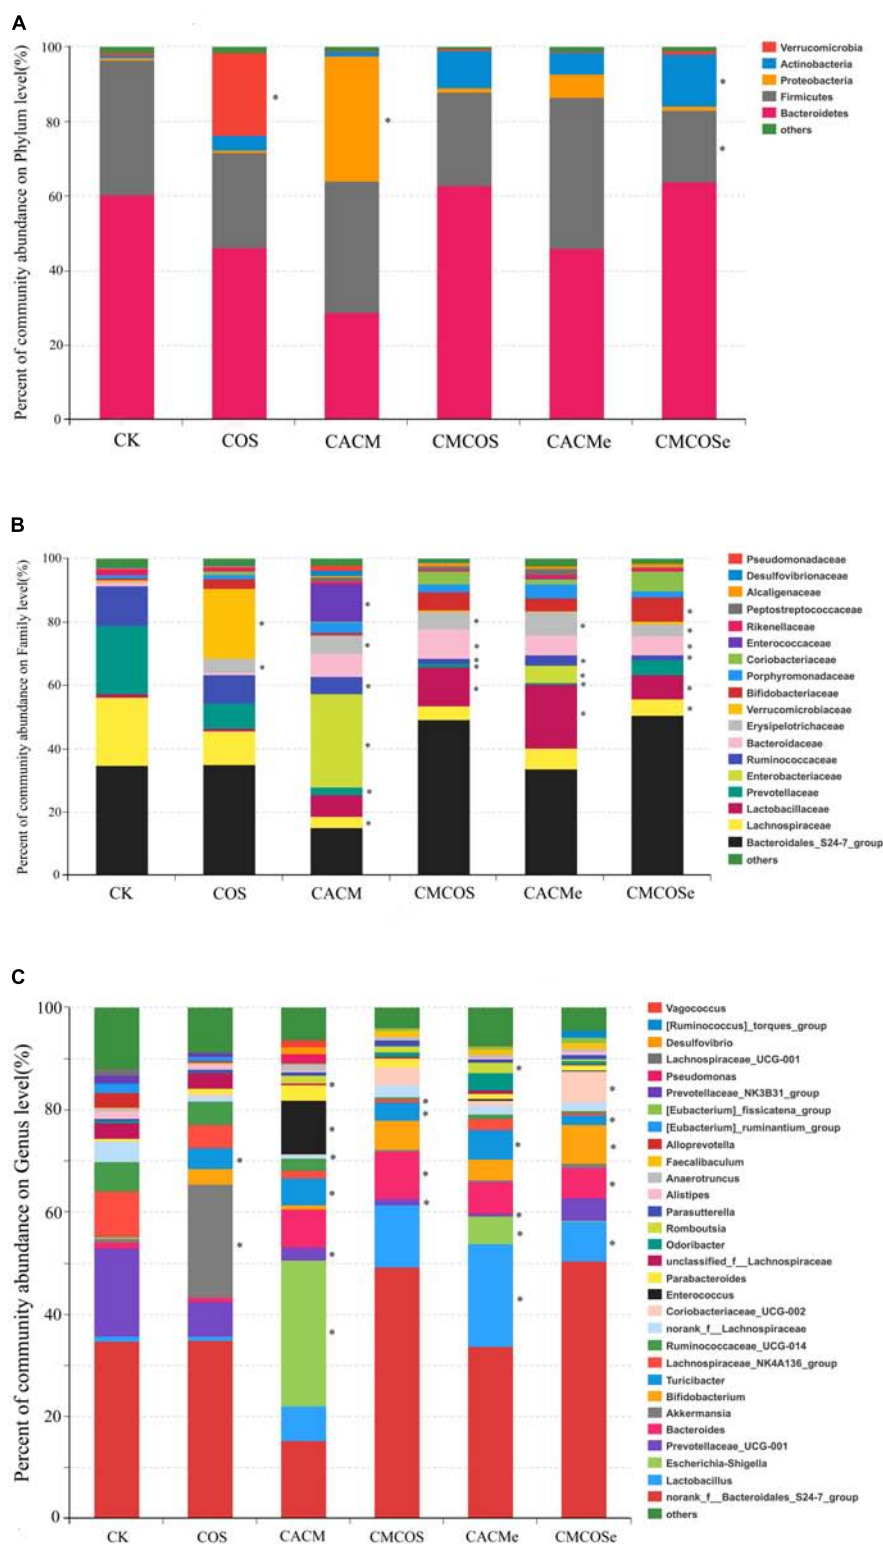 A
Percent of community abundance on Phylum level(%)
100
80
60
40
20
0
CK
COS
CACM
CMCOS
CACMe
CMCOSe
*
*
*
*
Verrucomicrobia
Actinobacteria
Proteobacteria
Firmicutes
Bacteroidetes
others
B
Percent of community abundance on Family level(%)
100
80
60
40
20
0
CK
COS
CACM
CMCOS
CACMe
CMCOSe
Pseudomonadaceae
Desulfovibrionaceae
Alcaligenaceae
Peptostreptococcaceae
Rikenellaceae
Enterococcaceae
Coriobacteriaceae
Porphyromonadaceae
Bifidobacteriaceae
Verrucomicrobiaceae
Erysipelotrichaceae
Bacteroidaceae
Ruminococcaceae
Enterobacteriaceae
Prevotellaceae
Lactobacillaceae
Lachnospiraceae
Bacteroidales_S24-7_group
others
C
Percent of community abundance on Genus level(%)
100
80
60
40
20
0
CK
COS
CACM
CMCOS
CACMe
CMCOSe
Vagococcus
[Ruminococcus]_torques_group
Desulfovibrio
Lachnospiraceae_UCG-001
Pseudomonas
Prevotellaceae_NK3B31_group
[Eubacterium]_fissicatena_group
[Eubacterium]_ruminantium_group
Alloprevotella
Faecalibaculum
Anaerotruncus
Alistipes
Parasutterella
Romboutsia
Odoribacter
unclassified_f__Lachnospiraceae
Parabacteroides
Enterococcus
Coriobacteriaceae_UCG-002
norank_f__Lachnospiraceae
Ruminococcaceae_UCG-014
Lachnospiraceae_NK4A136_group
Turicibacter
Bifidobacterium
Akkermansia
Bacteroides
Prevotellaceae_UCG-001
Escherichia-Shigella
Lactobacillus
norank_f__Bacteroidales_S24-7_group
others